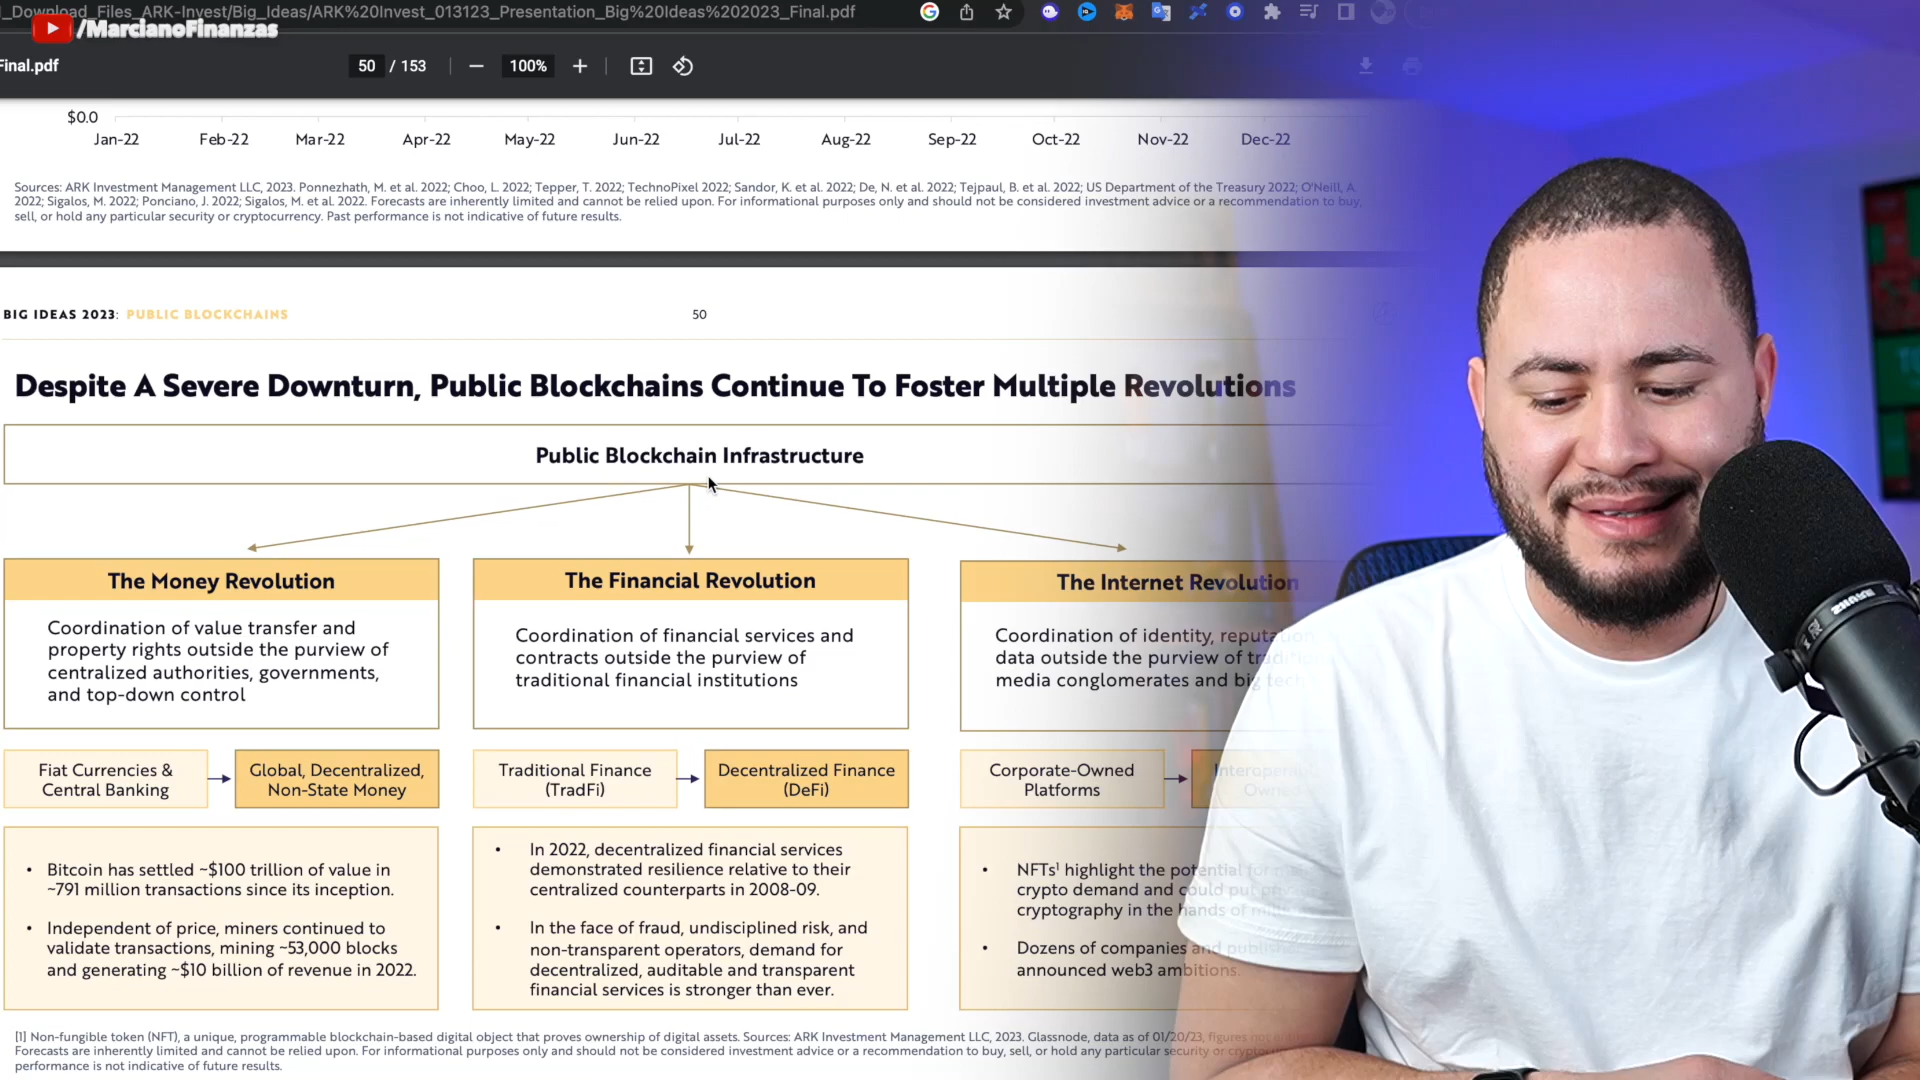 _Download_Files_ARK-Invest/Big_Ideas/ARK%20Invest_013123_Presentation_Big%20Ideas%202023_Final.pdf
/MarcianoFinanzas
Final.pdf
50 / 153
100%
$0.0
Jan-22 Feb-22 Mar-22 Apr-22 May-22 Jun-22 Jul-22 Aug-22 Sep-22 Oct-22 Nov-22 Dec-22
Sources: ARK Investment Management LLC, 2023. Ponnezhath, M. et al. 2022; Choo, L. 2022; Tepper, T. 2022; TechnoPixel 2022; Sandor, K. et al. 2022; De, N. et al. 2022; Tejpaul, B. et al. 2022; US Department of the Treasury 2022; O'Neill, A.
2022; Sigalos, M. 2022; Ponciano, J. 2022; Sigalos, M. et al. 2022. Forecasts are inherently limited and cannot be relied upon. For informational purposes only and should not be considered investment advice or a recommendation to buy,
sell, or hold any particular security or cryptocurrency. Past performance is not indicative of future results.
BIG IDEAS 2023: PUBLIC BLOCKCHAINS
50
Despite A Severe Downturn, Public Blockchains Continue To Foster Multiple Revolutions
Public Blockchain Infrastructure
The Money Revolution
Coordination of value transfer and
property rights outside the purview of
centralized authorities, governments,
and top-down control
Fiat Currencies &
Central Banking
Global, Decentralized,
Non-State Money
• Bitcoin has settled ~$100 trillion of value in
~791 million transactions since its inception.
• Independent of price, miners continued to
validate transactions, mining ~53,000 blocks
and generating ~$10 billion of revenue in 2022.
The Financial Revolution
Coordination of financial services and
contracts outside the purview of
traditional financial institutions
Traditional Finance
(TradFi)
Decentralized Finance
(DeFi)
• In 2022, decentralized financial services
demonstrated resilience relative to their
centralized counterparts in 2008-09.
• In the face of fraud, undisciplined risk, and
non-transparent operators, demand for
decentralized, auditable and transparent
financial services is stronger than ever.
The Internet Revolution
Coordination of identity, reputation
data outside the purview of
media conglomerates and big tech
Corporate-Owned
Platforms
• NFTs¹ highlight the potential for
crypto demand and could put
cryptography in the hands of
• Dozens of companies and
announced web3 ambitions.
[1] Non-fungible token (NFT), a unique, programmable blockchain-based digital object that proves ownership of digital assets. Sources: ARK Investment Management LLC, 2023. Glassnode, data as of 01/20/23, figures
Forecasts are inherently limited and cannot be relied upon. For informational purposes only and should not be considered investment advice or a recommendation to buy, sell, or hold any particular security or
performance is not indicative of future results.
SHURE